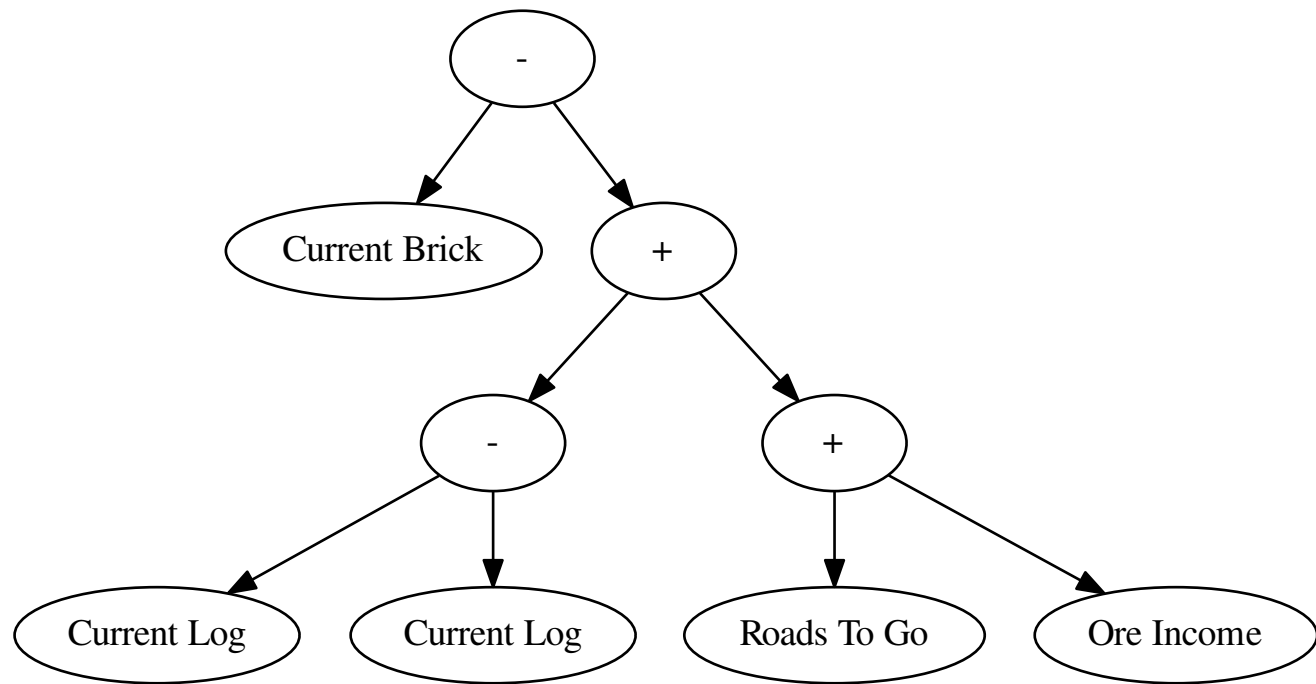 -
Current Brick
+
-
+
Current Log
Current Log
Roads To Go
Ore Income